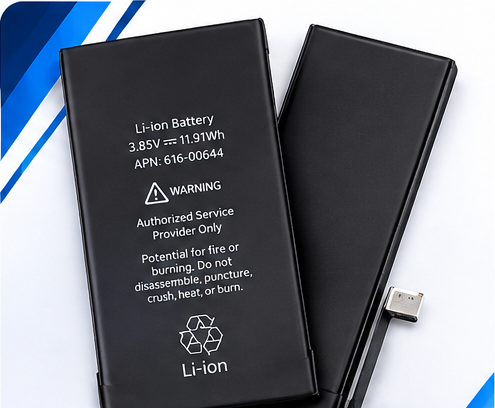 Li-ion Battery
3.85V ⎓ 11.91Wh
APN: 616-00644
WARNING
Authorized Service
Provider Only
Potential for fire or
burning. Do not
disassemble, puncture,
crush, heat, or burn.
Li-ion